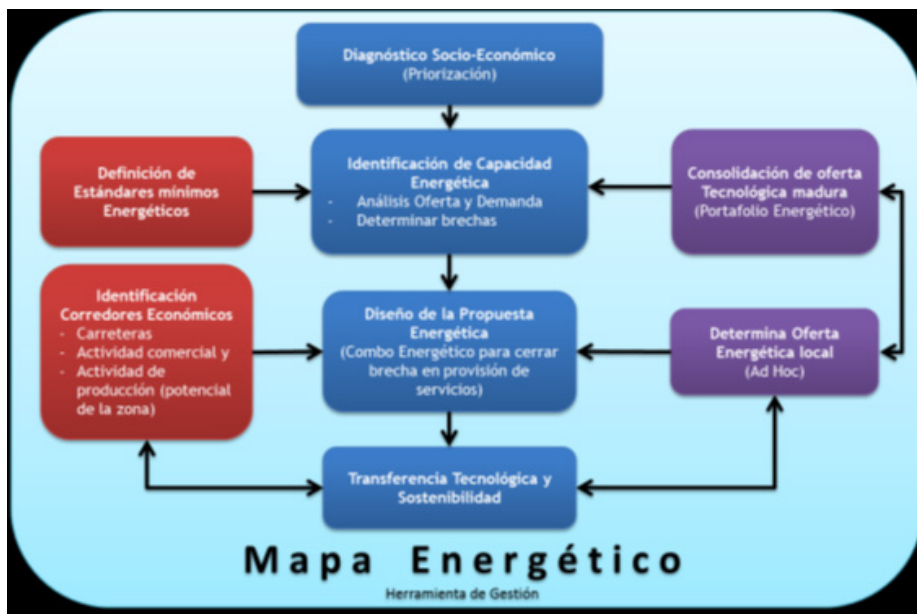 Diagnóstico Socio-Económico
(Priorización)
Definición de
Estándares mínimos
Energéticos
Identificación de Capacidad
Energética
- Análisis Oferta y Demanda
- Determinar brechas
Consolidación de oferta
Tecnológica madura
(Portafolio Energético)
Identificación
Corredores Económicos
- Carreteras
- Actividad comercial y
- Actividad de
producción (potencial
de la zona)
Diseño de la Propuesta
Energética
(Combo Energético para cerrar
brecha en provisión de
servicios)
Determina Oferta
Energética local
(Ad Hoc)
Transferencia Tecnológica y
Sostenibilidad
Mapa Energético
Herramienta de Gestión